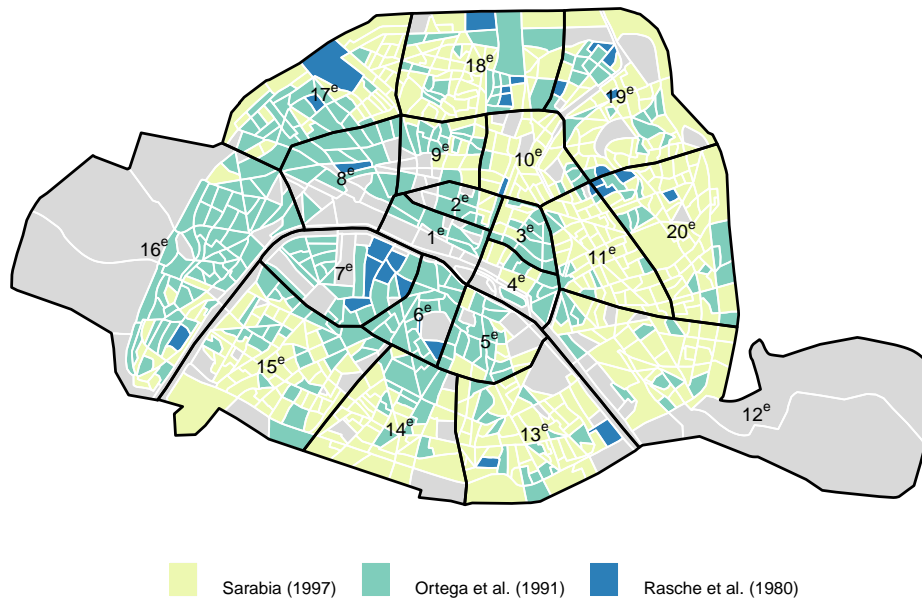 18e
17e
19e
9e
10e
8e
2e
3e
1e
20e
16e
11e
7e
4e
6e
5e
15e
12e
14e
13e
Sarabia (1997) Ortega et al. (1991) Rasche et al. (1980)